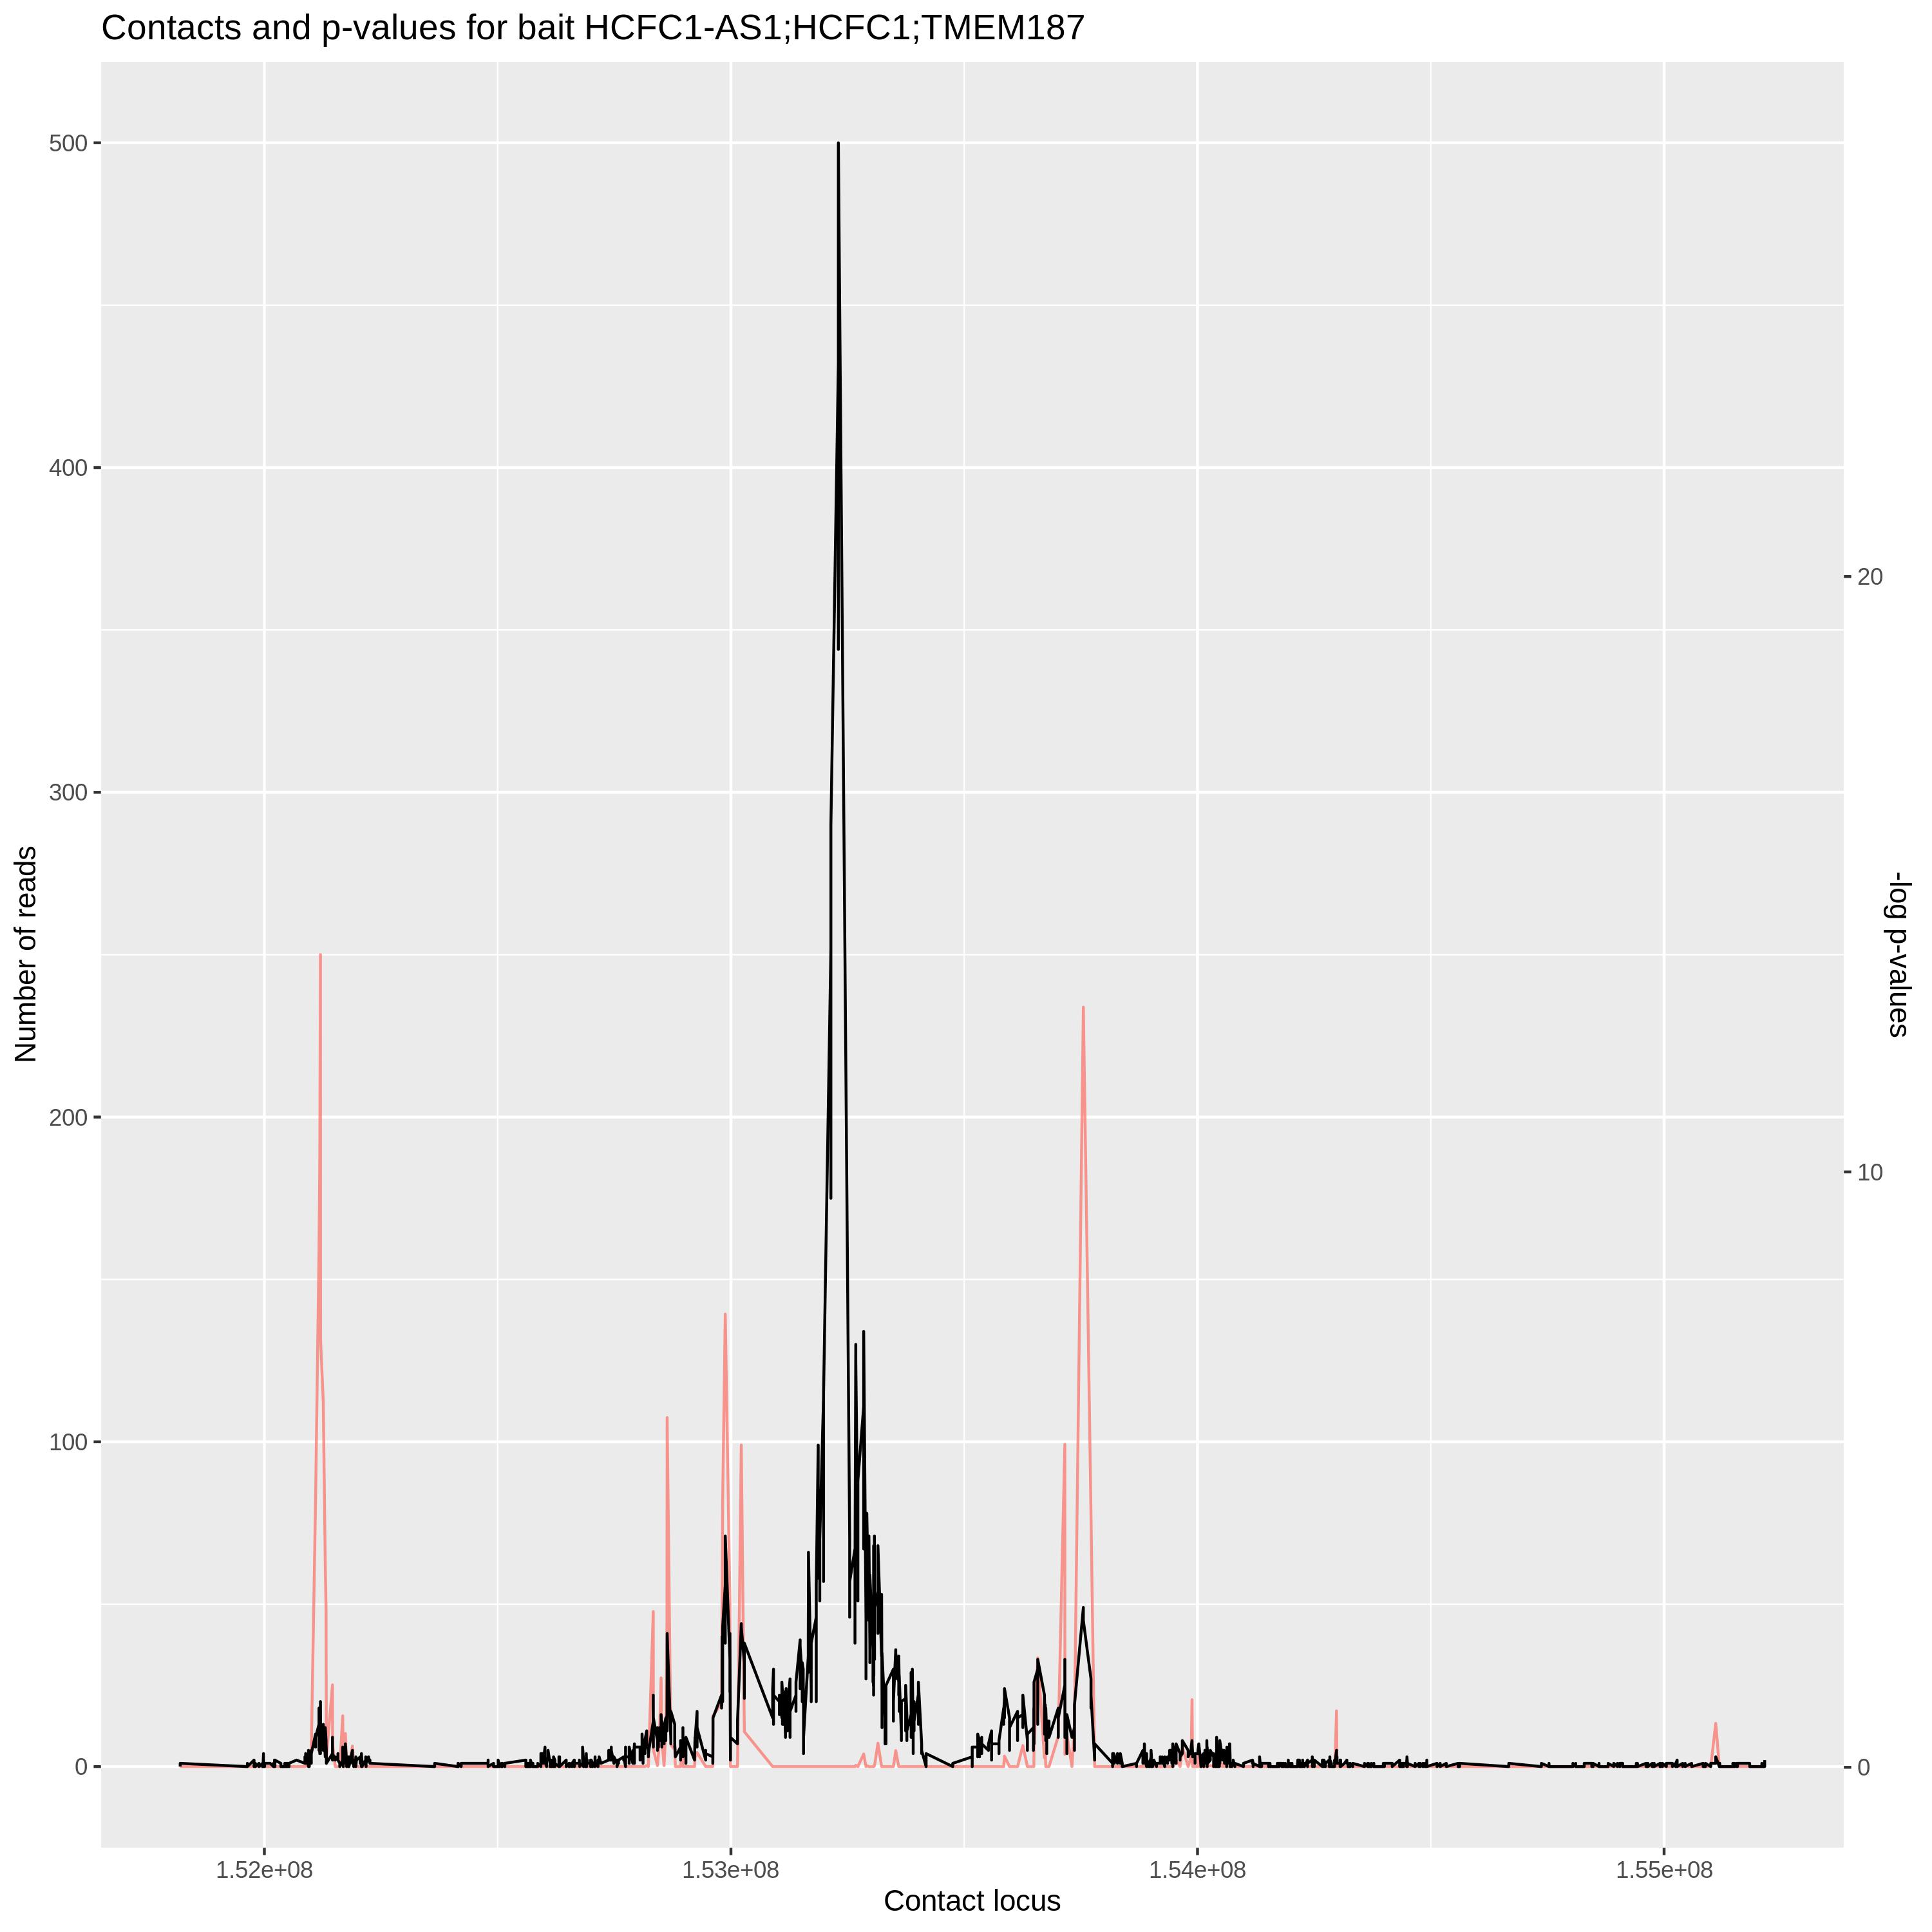 Contacts and p-values for bait HCFC1-AS1;HCFC1;TMEM187
500
400
300
200
100
0
Number of reads
20
10
0
-log p-values
1.52e+08
1.53e+08
1.54e+08
1.55e+08
Contact locus